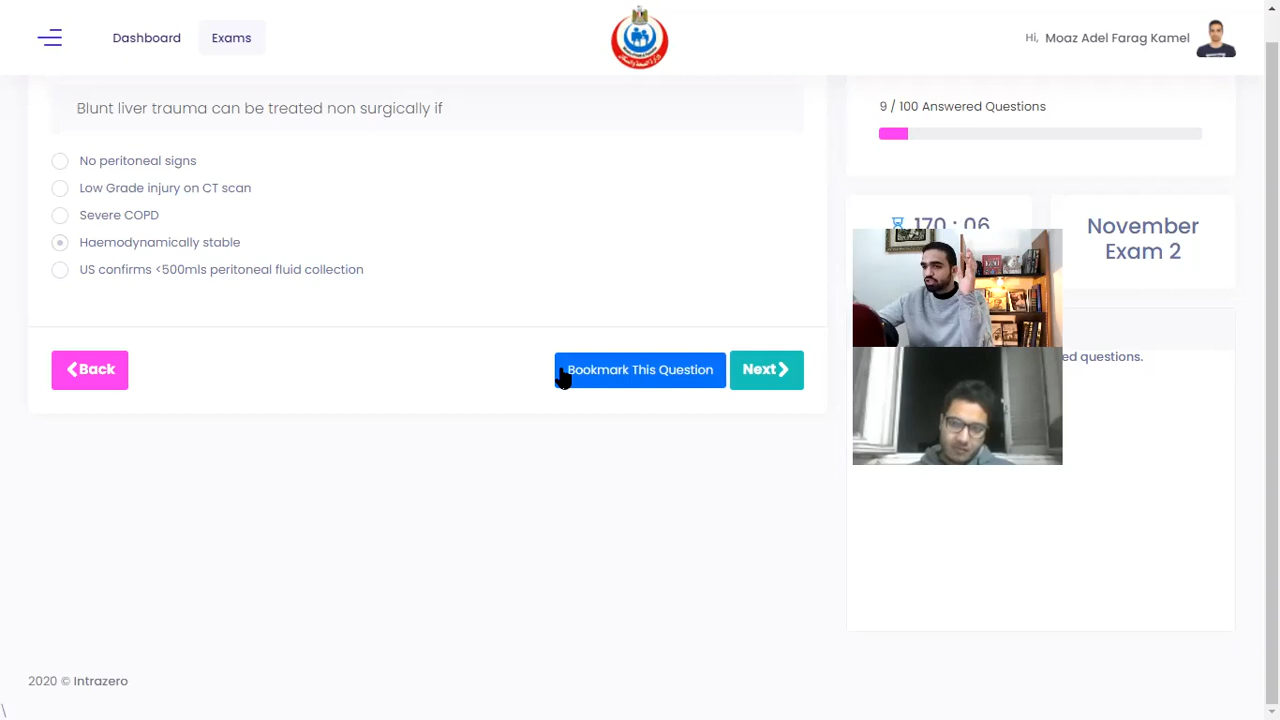 Dashboard
Exams
Hi, Moaz Adel Farag Kamel
Blunt liver trauma can be treated non surgically if
No peritoneal signs
Low Grade injury on CT scan
Severe COPD
Haemodynamically stable
US confirms <500mls peritoneal fluid collection
Back
Bookmark This Question
Next
9 / 100 Answered Questions
170 : 06
November
Exam 2
ed questions.
2020 © Intrazero
\